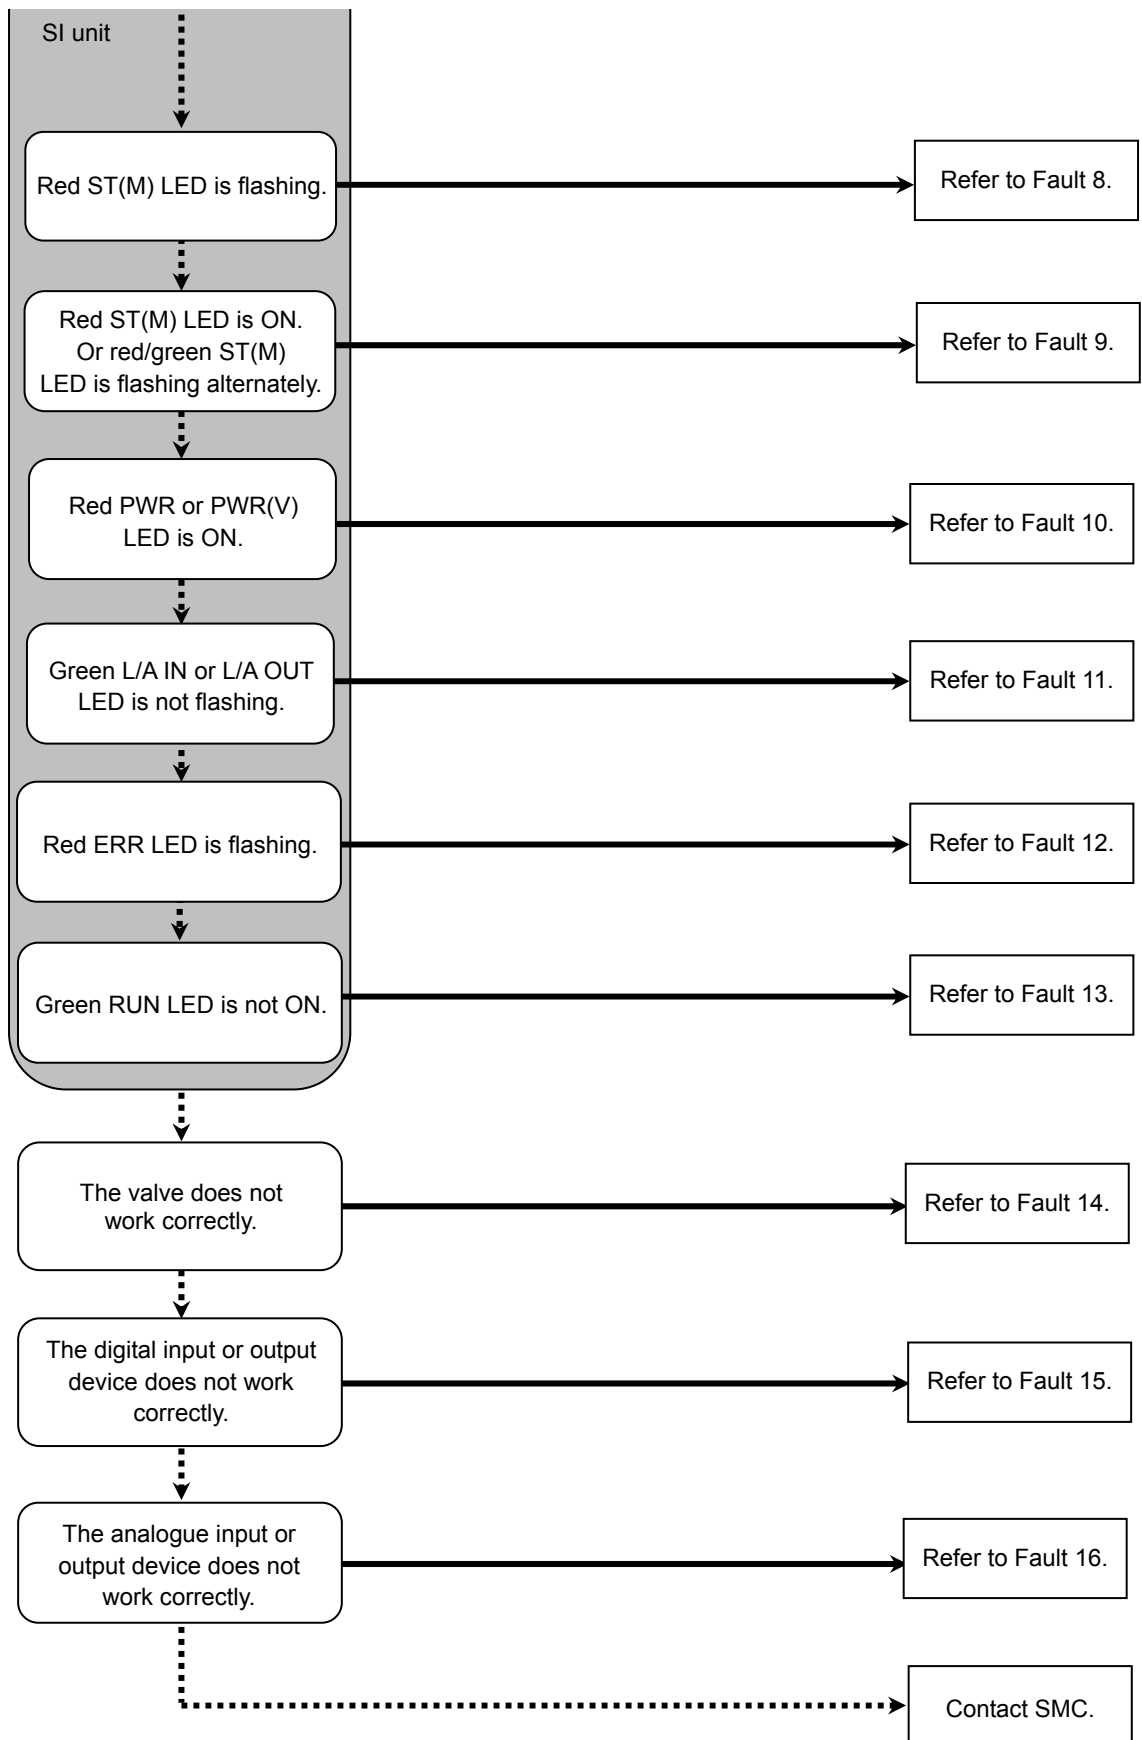 SI unit
Red ST(M) LED is flashing.
Refer to Fault 8.
Red ST(M) LED is ON.
Or red/green ST(M)
LED is flashing alternately.
Refer to Fault 9.
Red PWR or PWR(V)
LED is ON.
Refer to Fault 10.
Green L/A IN or L/A OUT
LED is not flashing.
Refer to Fault 11.
Red ERR LED is flashing.
Refer to Fault 12.
Green RUN LED is not ON.
Refer to Fault 13.
The valve does not
work correctly.
Refer to Fault 14.
The digital input or output
device does not work
correctly.
Refer to Fault 15.
The analogue input or
output device does not
work correctly.
Refer to Fault 16.
Contact SMC.